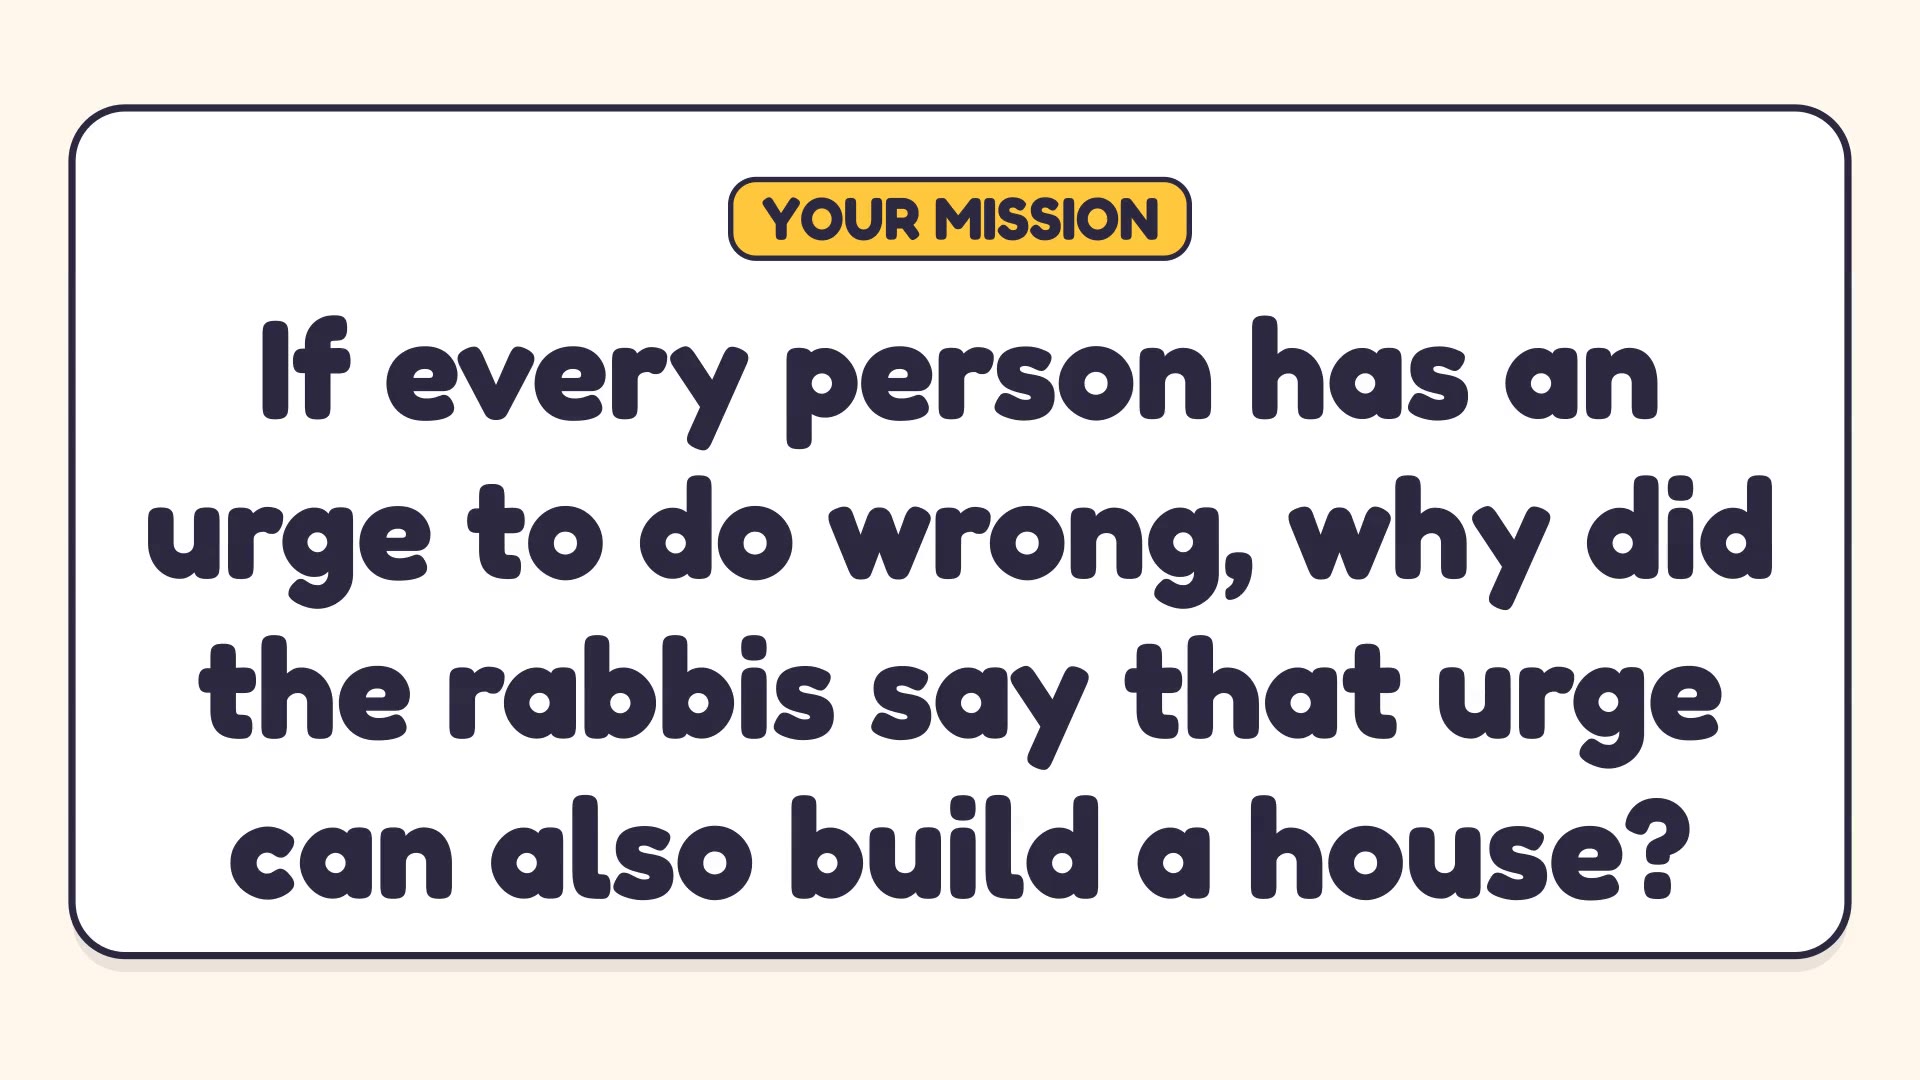 YOUR MISSION
If every person has an
urge to do wrong, why did
the rabbis say that urge
can also build a house?